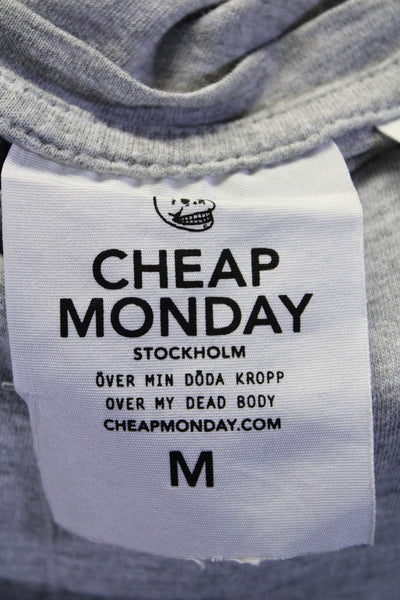 CHEAP
MONDAY
STOCKHOLM
ÖVER MIN DÖDA KROPP
OVER MY DEAD BODY
CHEAPMONDAY.COM
M